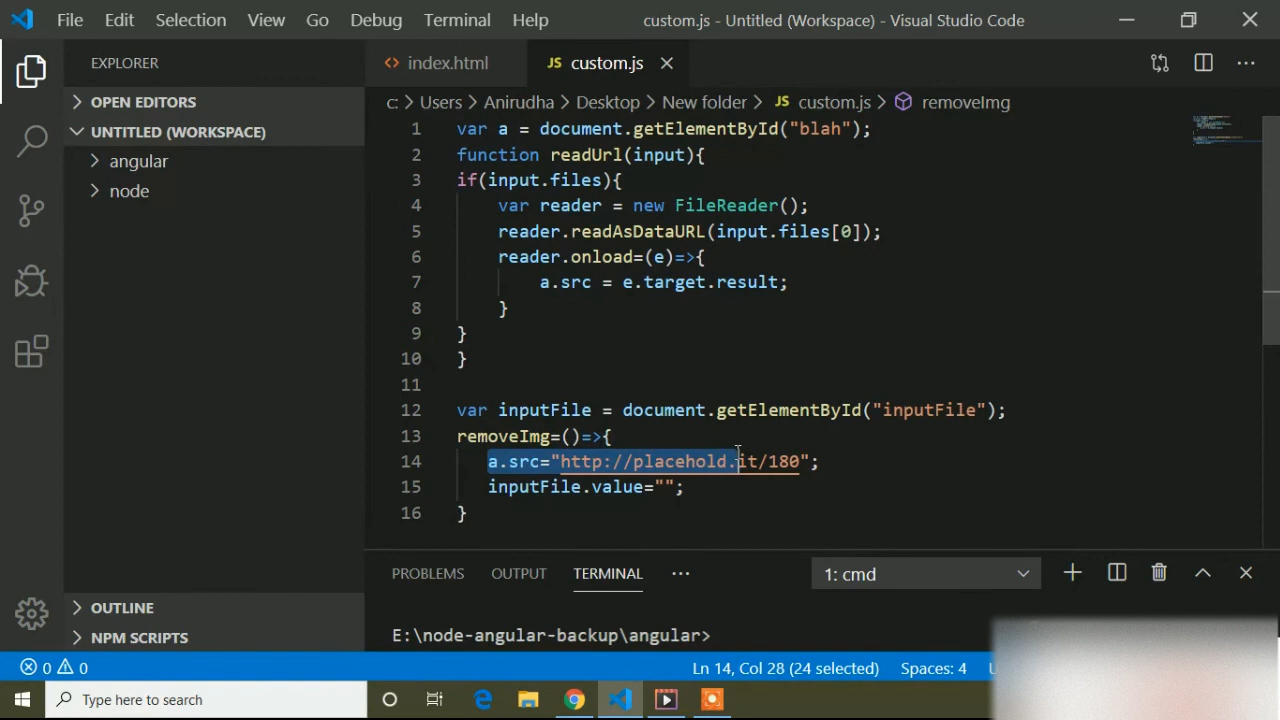 File Edit Selection View Go Debug Terminal Help custom.js - Untitled (Workspace) - Visual Studio Code
EXPLORER
OPEN EDITORS
UNTITLED (WORKSPACE)
angular
node
OUTLINE
NPM SCRIPTS
index.html JS custom.js
c: > Users > Anirudha > Desktop > New folder > JS custom.js > removeImg
1 var a = document.getElementById("blah");
2 function readUrl(input){
3 if(input.files){
4 var reader = new FileReader();
5 reader.readAsDataURL(input.files[0]);
6 reader.onload=(e)=>{
7 a.src = e.target.result;
8 }
9 }
10 }
11
12 var inputFile = document.getElementById("inputFile");
13 removeImg=()=>{
14 a.src="http://placehold.it/180";
15 inputFile.value="";
16 }
PROBLEMS OUTPUT TERMINAL ··· 1: cmd
E:\node-angular-backup\angular>
0 0 Ln 14, Col 28 (24 selected) Spaces: 4
Type here to search